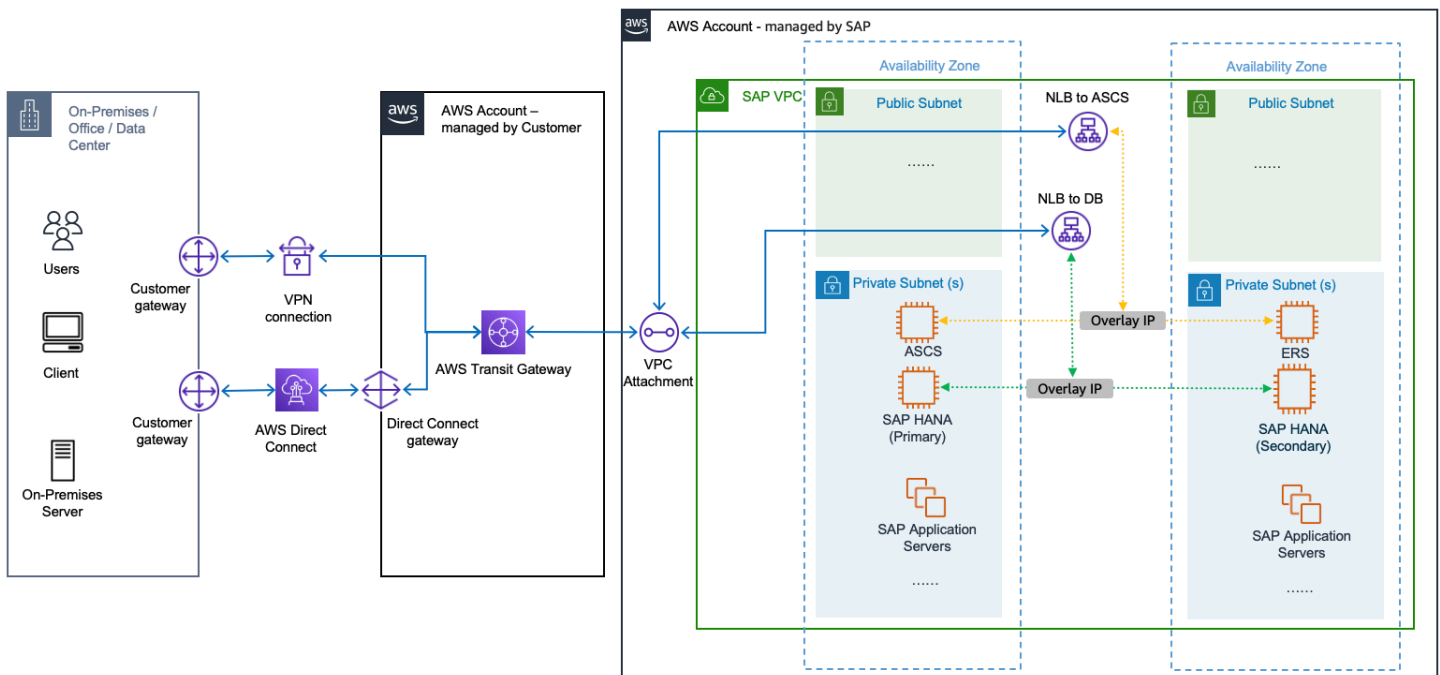 aws
AWS Account - managed by SAP
Availability Zone
Availability Zone
On-Premises /
Office / Data
Center
aws
AWS Account –
managed by Customer
SAP VPC
Public Subnet
NLB to ASCS
Public Subnet
......
......
NLB to DB
Users
Customer
gateway
VPN
connection
Private Subnet (s)
Private Subnet (s)
Overlay IP
ASCS
ERS
Client
AWS Transit Gateway
VPC
Attachment
Overlay IP
Customer
gateway
AWS Direct
Connect
Direct Connect
gateway
SAP HANA
(Primary)
SAP HANA
(Secondary)
On-Premises
Server
SAP Application
Servers
SAP Application
Servers
......
......